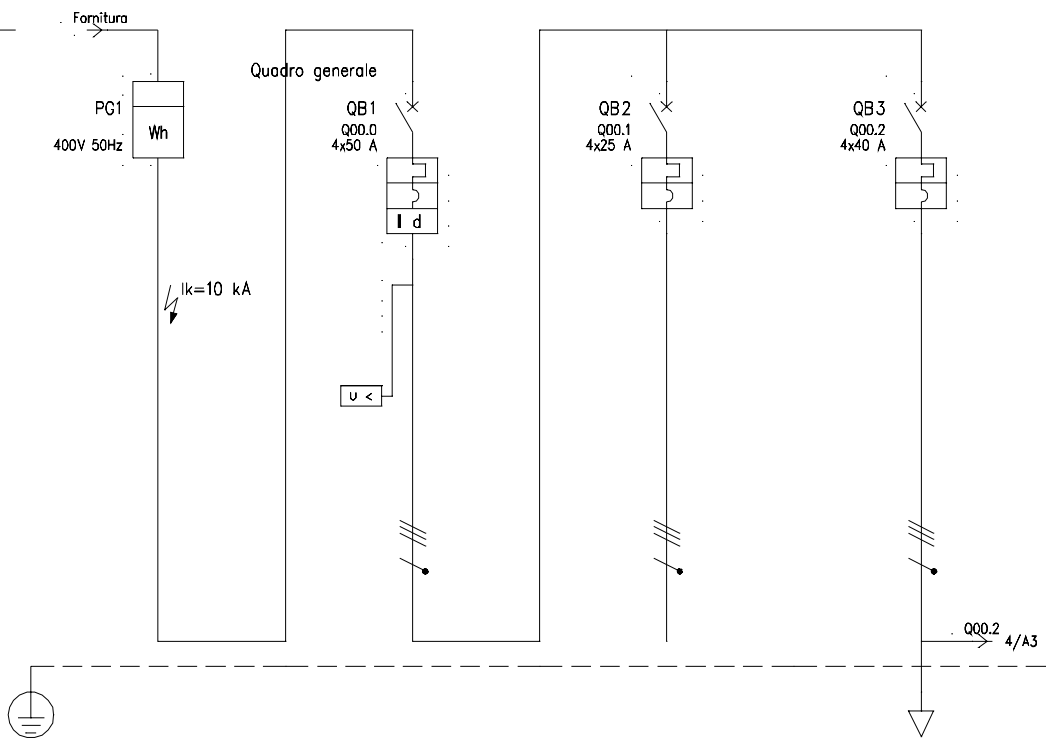 Fornitura
Quadro generale
PG1
Wh
400V 50Hz
QB1
Q00.0
4x50 A
QB2
Q00.1
4x25 A
QB3
Q00.2
4x40 A
I d
Ik=10 kA
U <
Q00.2
4/A3